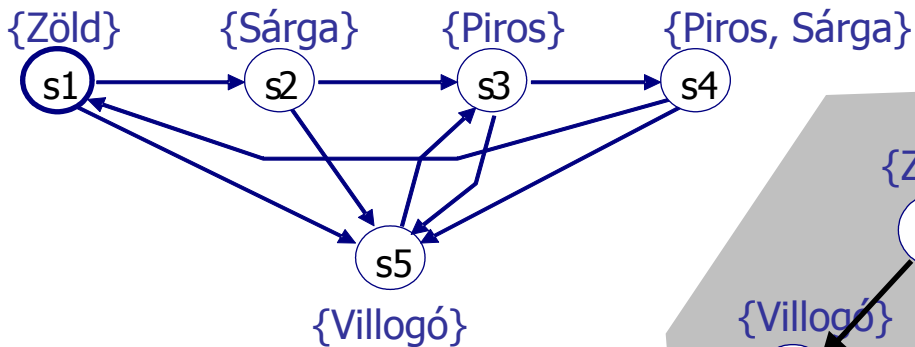 {Zöld} {Sárga} {Piros} {Piros, Sárga}
s1 s2 s3 s4
{Z
s5
{Villogó} {Villogó}